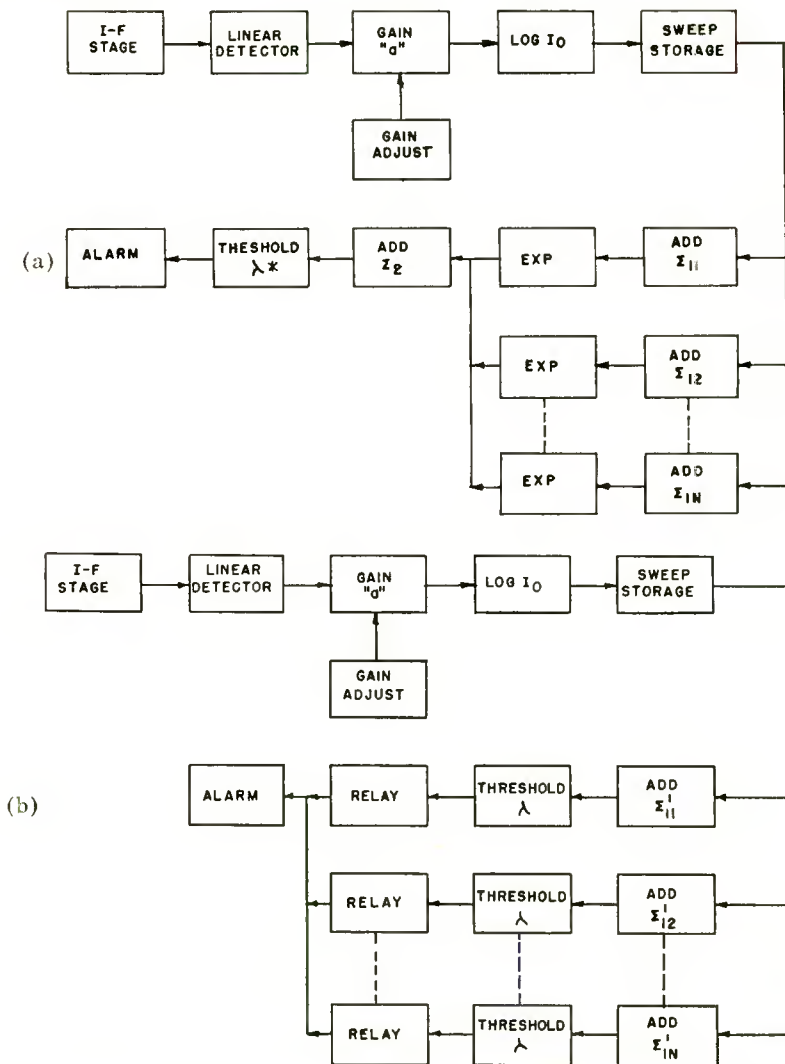 I-F
STAGE
LINEAR
DETECTOR
GAIN
"a"
LOG I0
SWEEP
STORAGE
GAIN
ADJUST
(a)
ALARM
THESHOLD
λ*
ADD
Σ2
EXP
ADD
Σ11
EXP
ADD
Σ12
EXP
ADD
Σ1N
I-F
STAGE
LINEAR
DETECTOR
GAIN
"a"
LOG I0
SWEEP
STORAGE
GAIN
ADJUST
(b)
ALARM
RELAY
THRESHOLD
λ
ADD
Σ'11
RELAY
THRESHOLD
λ
ADD
Σ'12
RELAY
THRESHOLD
λ
ADD
Σ'1N